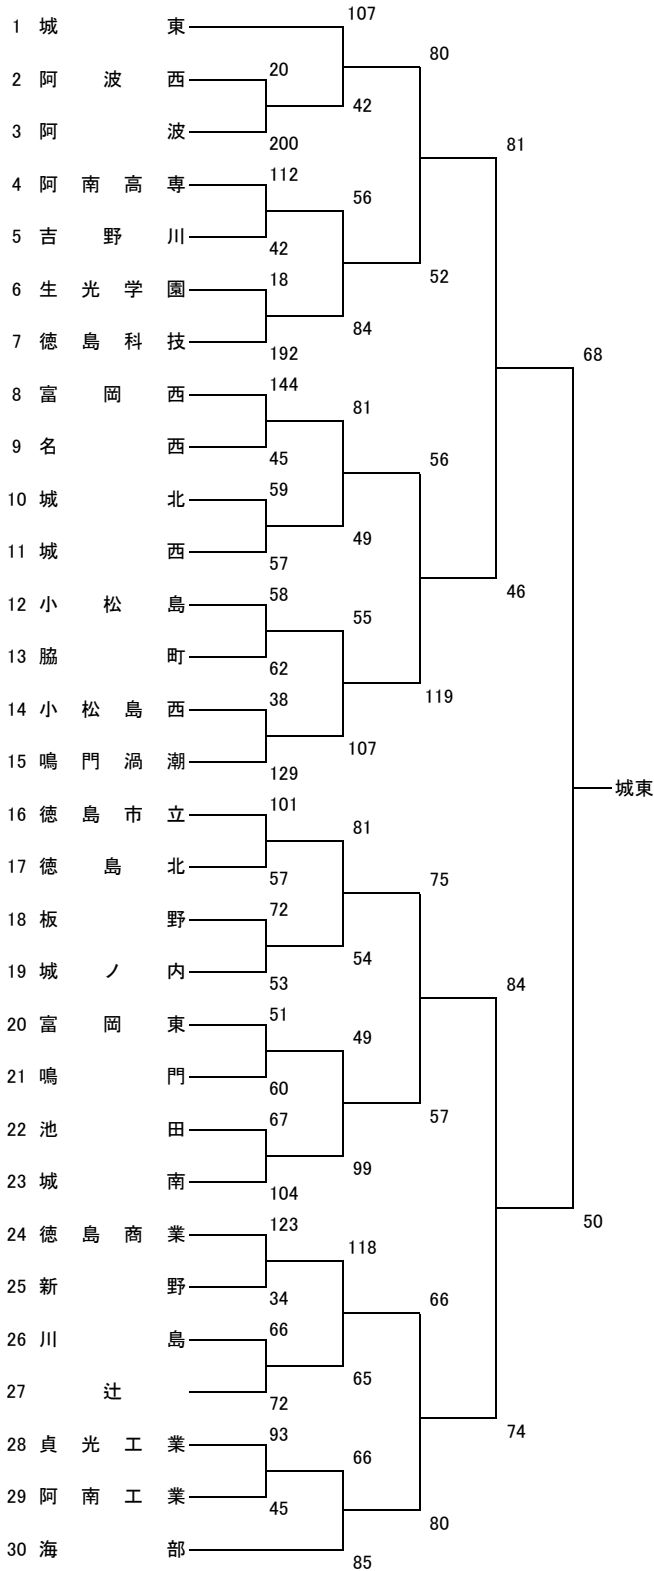 107
1 城東
80
2 阿波西 20
42
3 阿波 200
81
4 阿南高専 112
56
5 吉野川 42
52
6 生光学園 18
84
7 徳島科技 192
68
8 富岡西 144
81
9 名西 45
56
10 城北 59
49
11 城西 57
46
12 小松島 58
55
13 脇町 62
119
14 小松島西 38
107
15 鳴門渦潮 129
城東
16 徳島市立 101
81
17 徳島北 57
75
18 板野 72
54
19 城ノ内 53
84
20 富岡東 51
49
21 鳴門 60
57
22 池田 67
99
23 城南 104
50
24 徳島商業 123
118
25 新野 34
66
26 川島 66
65
27 辻 72
74
28 貞光工業 93
66
29 阿南工業 45
80
30 海部
85